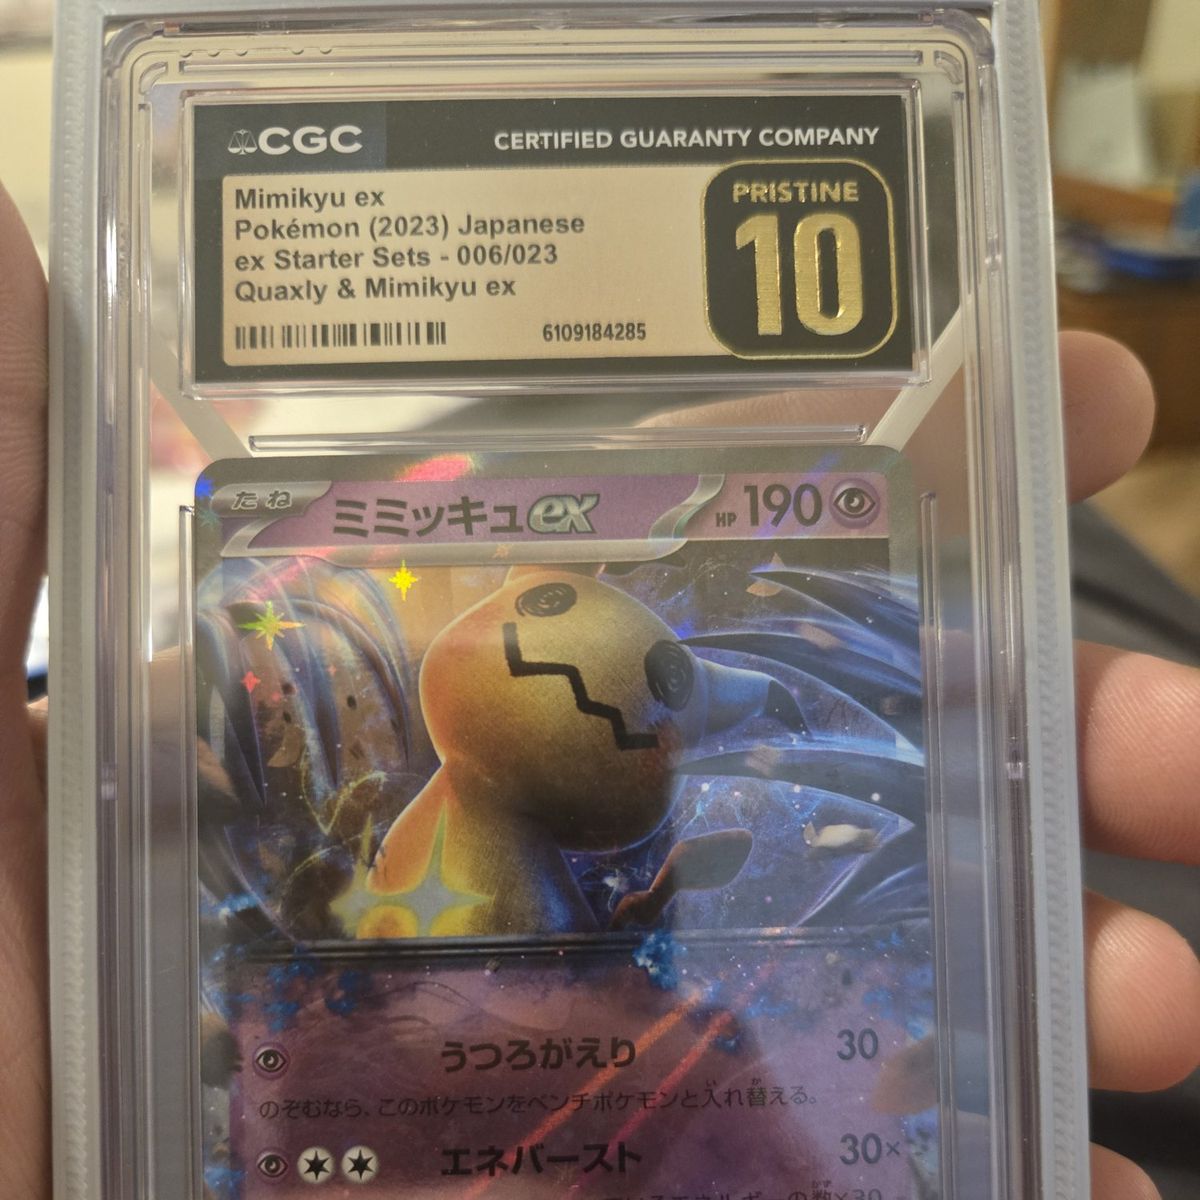 CGC
CERTIFIED GUARANTY COMPANY
Mimikyu ex
Pokémon (2023) Japanese
ex Starter Sets - 006/023
Quaxly & Mimikyu ex
6109184285
PRISTINE
10
たね ミミッキュex HP 190
うつろがえり 30
のぞむなら、このポケモンをベンチポケモンと入れ替える。
エネバースト 30×